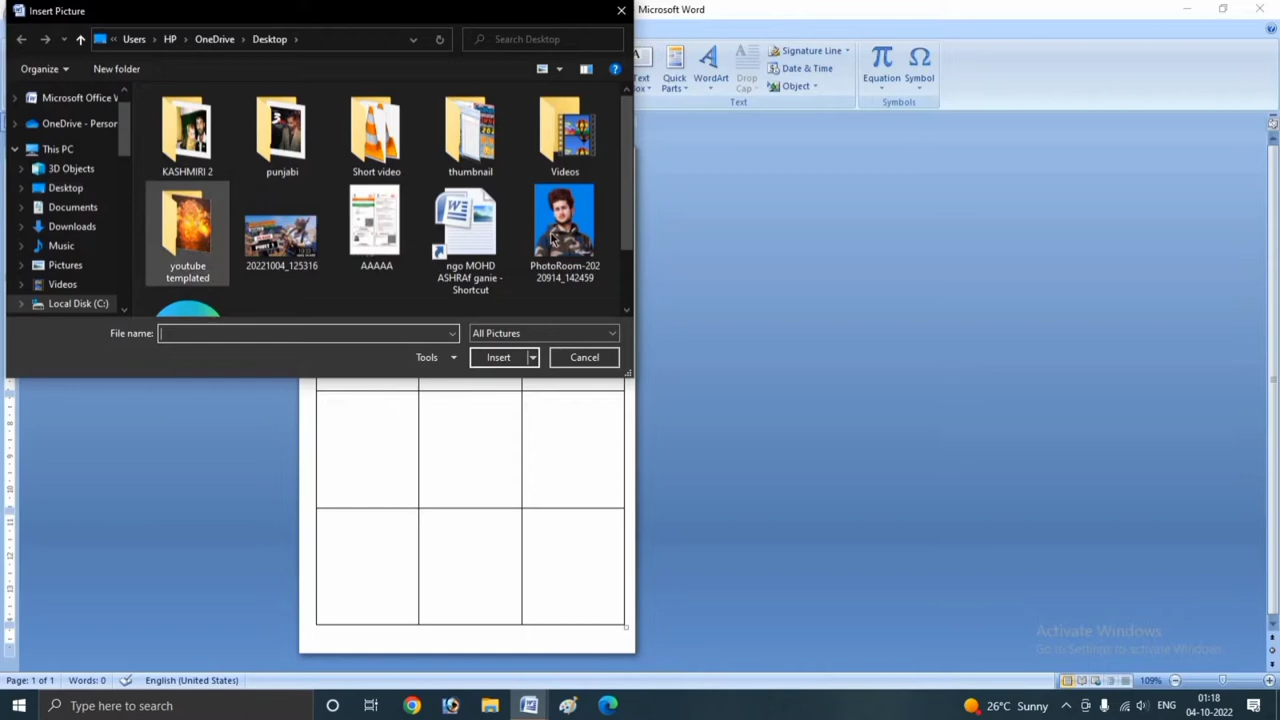 Insert Picture
Microsoft Word
Users
HP
OneDrive
Desktop
Search Desktop
Organize
New folder
Microsoft Office W
OneDrive - Person
This PC
3D Objects
Desktop
Documents
Downloads
Music
Pictures
Videos
Local Disk (C:)
KASHMIRI 2
punjabi
Short video
thumbnail
Videos
youtube
templated
20221004_125316
AAAAA
ngo MOHD
ASHRAf ganie -
Shortcut
PhotoRoom-202
20914_142459
File name:
All Pictures
Tools
Insert
Cancel
Text
Box
Quick
Parts
WordArt
Drop
Cap
Signature Line
Date & Time
Object
Text
Equation
Symbol
Symbols
Activate Windows
Go to Settings to activate Windows.
Page: 1 of 1
Words: 0
English (United States)
109%
Type here to search
26°C Sunny
ENG
01:18
04-10-2022